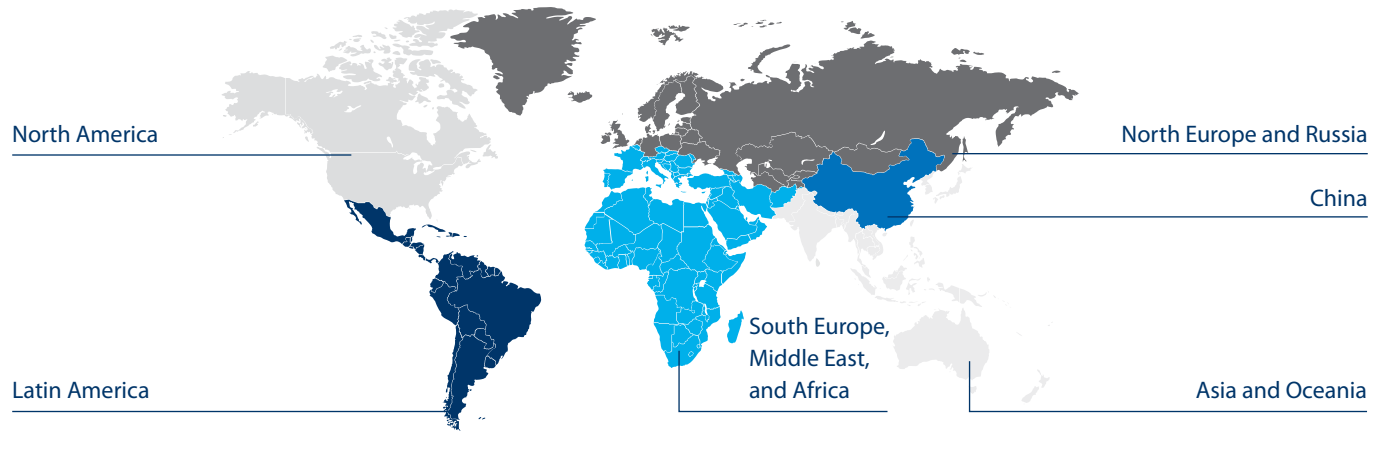 North America
North Europe and Russia
China
South Europe,
Middle East,
and Africa
Latin America
Asia and Oceania